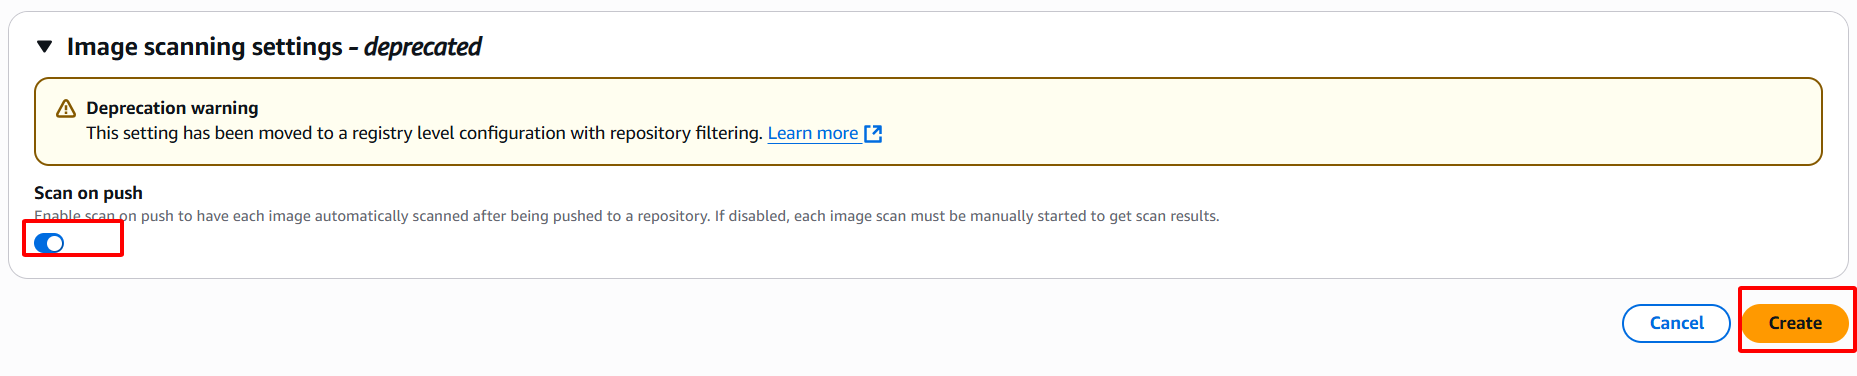 Image scanning settings - deprecated
Deprecation warning
This setting has been moved to a registry level configuration with repository filtering. Learn more
Scan on push
Enable scan on push to have each image automatically scanned after being pushed to a repository. If disabled, each image scan must be manually started to get scan results.
Cancel
Create